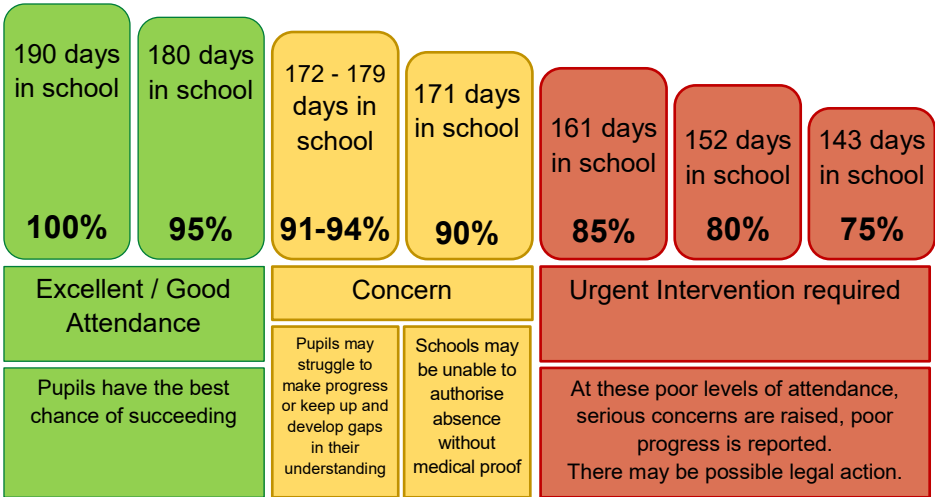 190 days
in school
100%
180 days
in school
95%
172 - 179
days in
school
91-94%
171 days
in school
90%
161 days
in school
85%
152 days
in school
80%
143 days
in school
75%
Excellent / Good
Attendance
Concern
Urgent Intervention required
Pupils have the best
chance of succeeding
Pupils may
struggle to
make progress
or keep up and
develop gaps
in their
understanding
Schools may
be unable to
authorise
absence
without
medical proof
At these poor levels of attendance,
serious concerns are raised, poor
progress is reported.
There may be possible legal action.